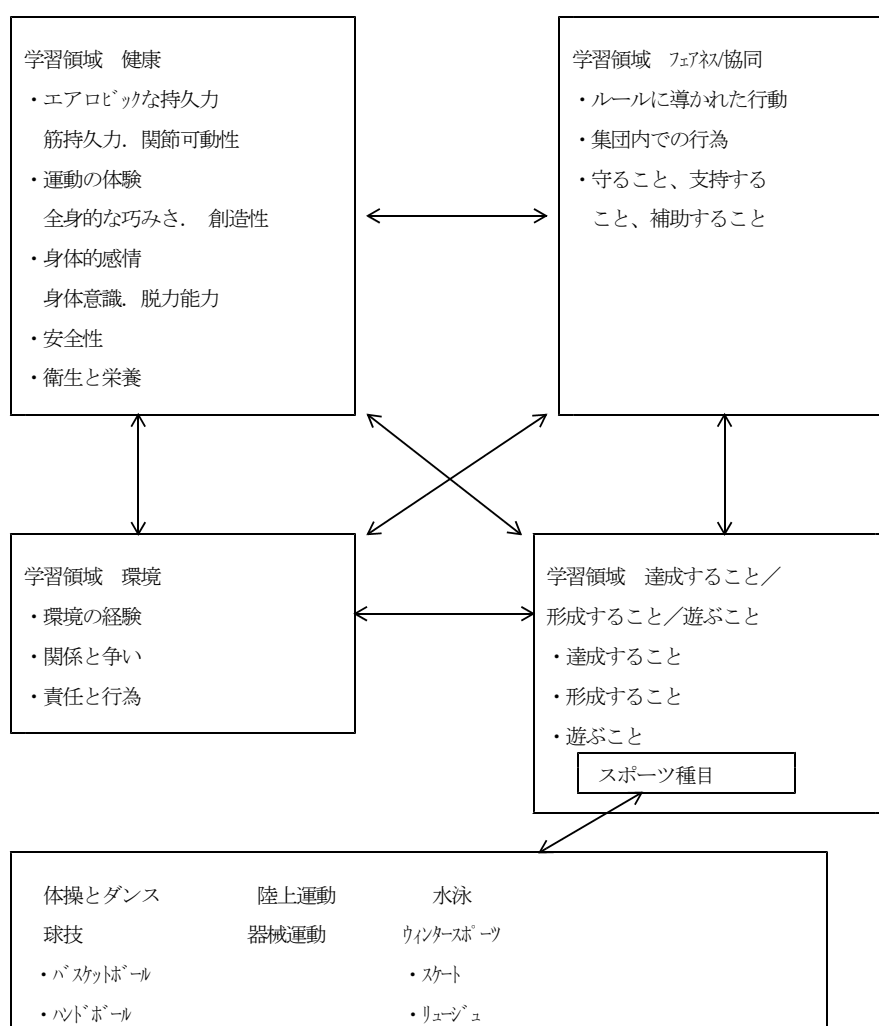 学習領域　健康
・エアロビックな持久力
筋持久力．関節可動性
・運動の体験
全身的な巧みさ．　創造性
・身体的感情
身体意識．脱力能力
・安全性
・衛生と栄養
学習領域　ﾌｪｱﾈｽ/協同
・ルールに導かれた行動
・集団内での行為
・守ること、支持する
こと、補助すること
学習領域　環境
・環境の経験
・関係と争い
・責任と行為
学習領域　達成すること／
形成すること／遊ぶこと
・達成すること
・形成すること
・遊ぶこと
スポーツ種目
体操とダンス　陸上運動　水泳
球技　器械運動　ｳｨﾝﾀｰｽﾎﾟｰﾂ
・ﾊﾞｽｹｯﾄﾎﾞｰﾙ　・ｽｹｰﾄ
・ﾊﾝﾄﾞﾎﾞｰﾙ　・ﾘｭｰｼﾞｭ